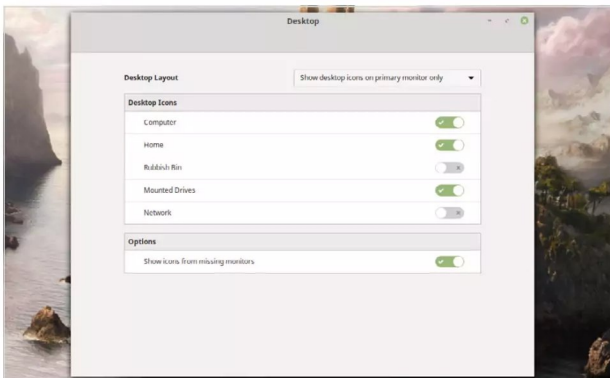 Desktop
Desktop Layout Show desktop icons on primary monitor only
Desktop Icons
Computer
Home
Rubbish Bin
Mounted Drives
Network
Options
Show icons from missing monitors